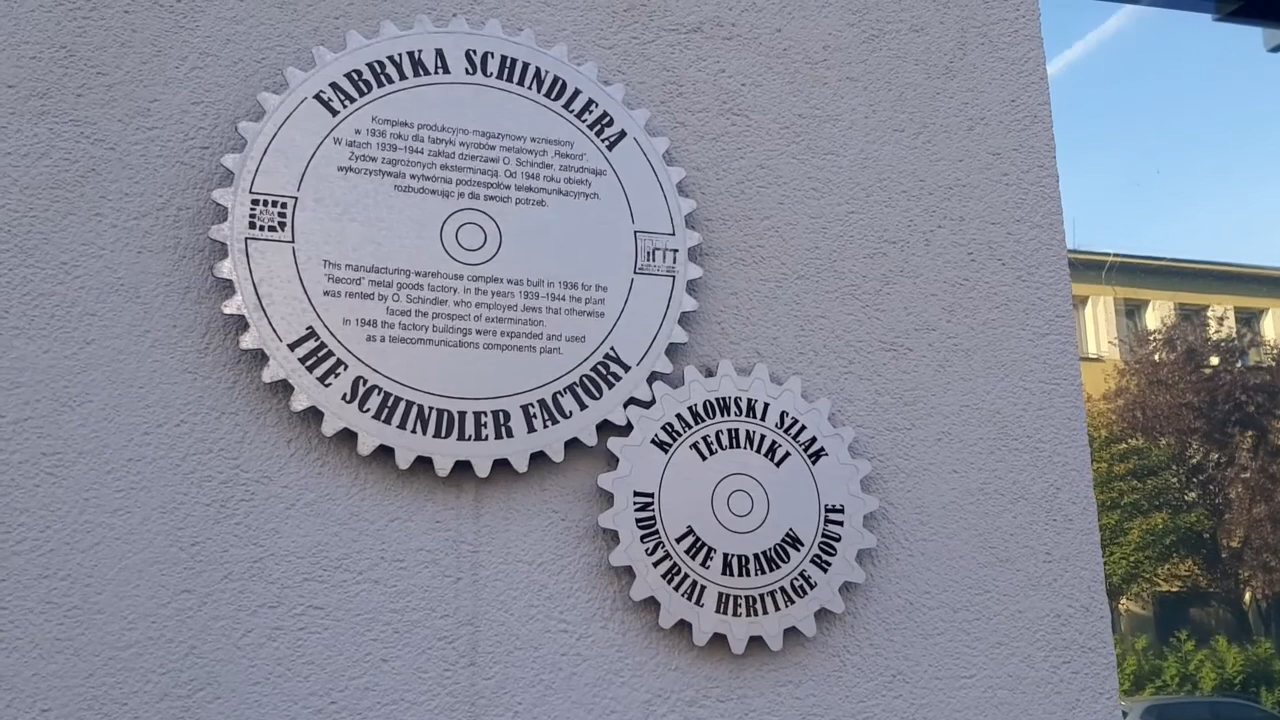 FABRYKA SCHINDLERA
Kompleks produkcyjno-magazynowy wzniesiony
w 1936 roku dla fabryki wyrobów metalowych „Rekord”.
W latach 1939–1944 zakład dzierżawił O. Schindler, zatrudniając
Żydów zagrożonych eksterminacją. Od 1948 roku obiekty
wykorzystywała wytwórnia podzespołów telekomunikacyjnych,
rozbudowując je dla swoich potrzeb.
KRA
KÓW
This manufacturing-warehouse complex was built in 1936 for the
"Record" metal goods factory. In the years 1939–1944 the plant
was rented by O. Schindler, who employed Jews that otherwise
faced the prospect of extermination.
In 1948 the factory buildings were expanded and used
as a telecommunications components plant.
THE SCHINDLER FACTORY
KRAKOWSKI SZLAK
TECHNIKI
THE KRAKOW
INDUSTRIAL HERITAGE ROUTE